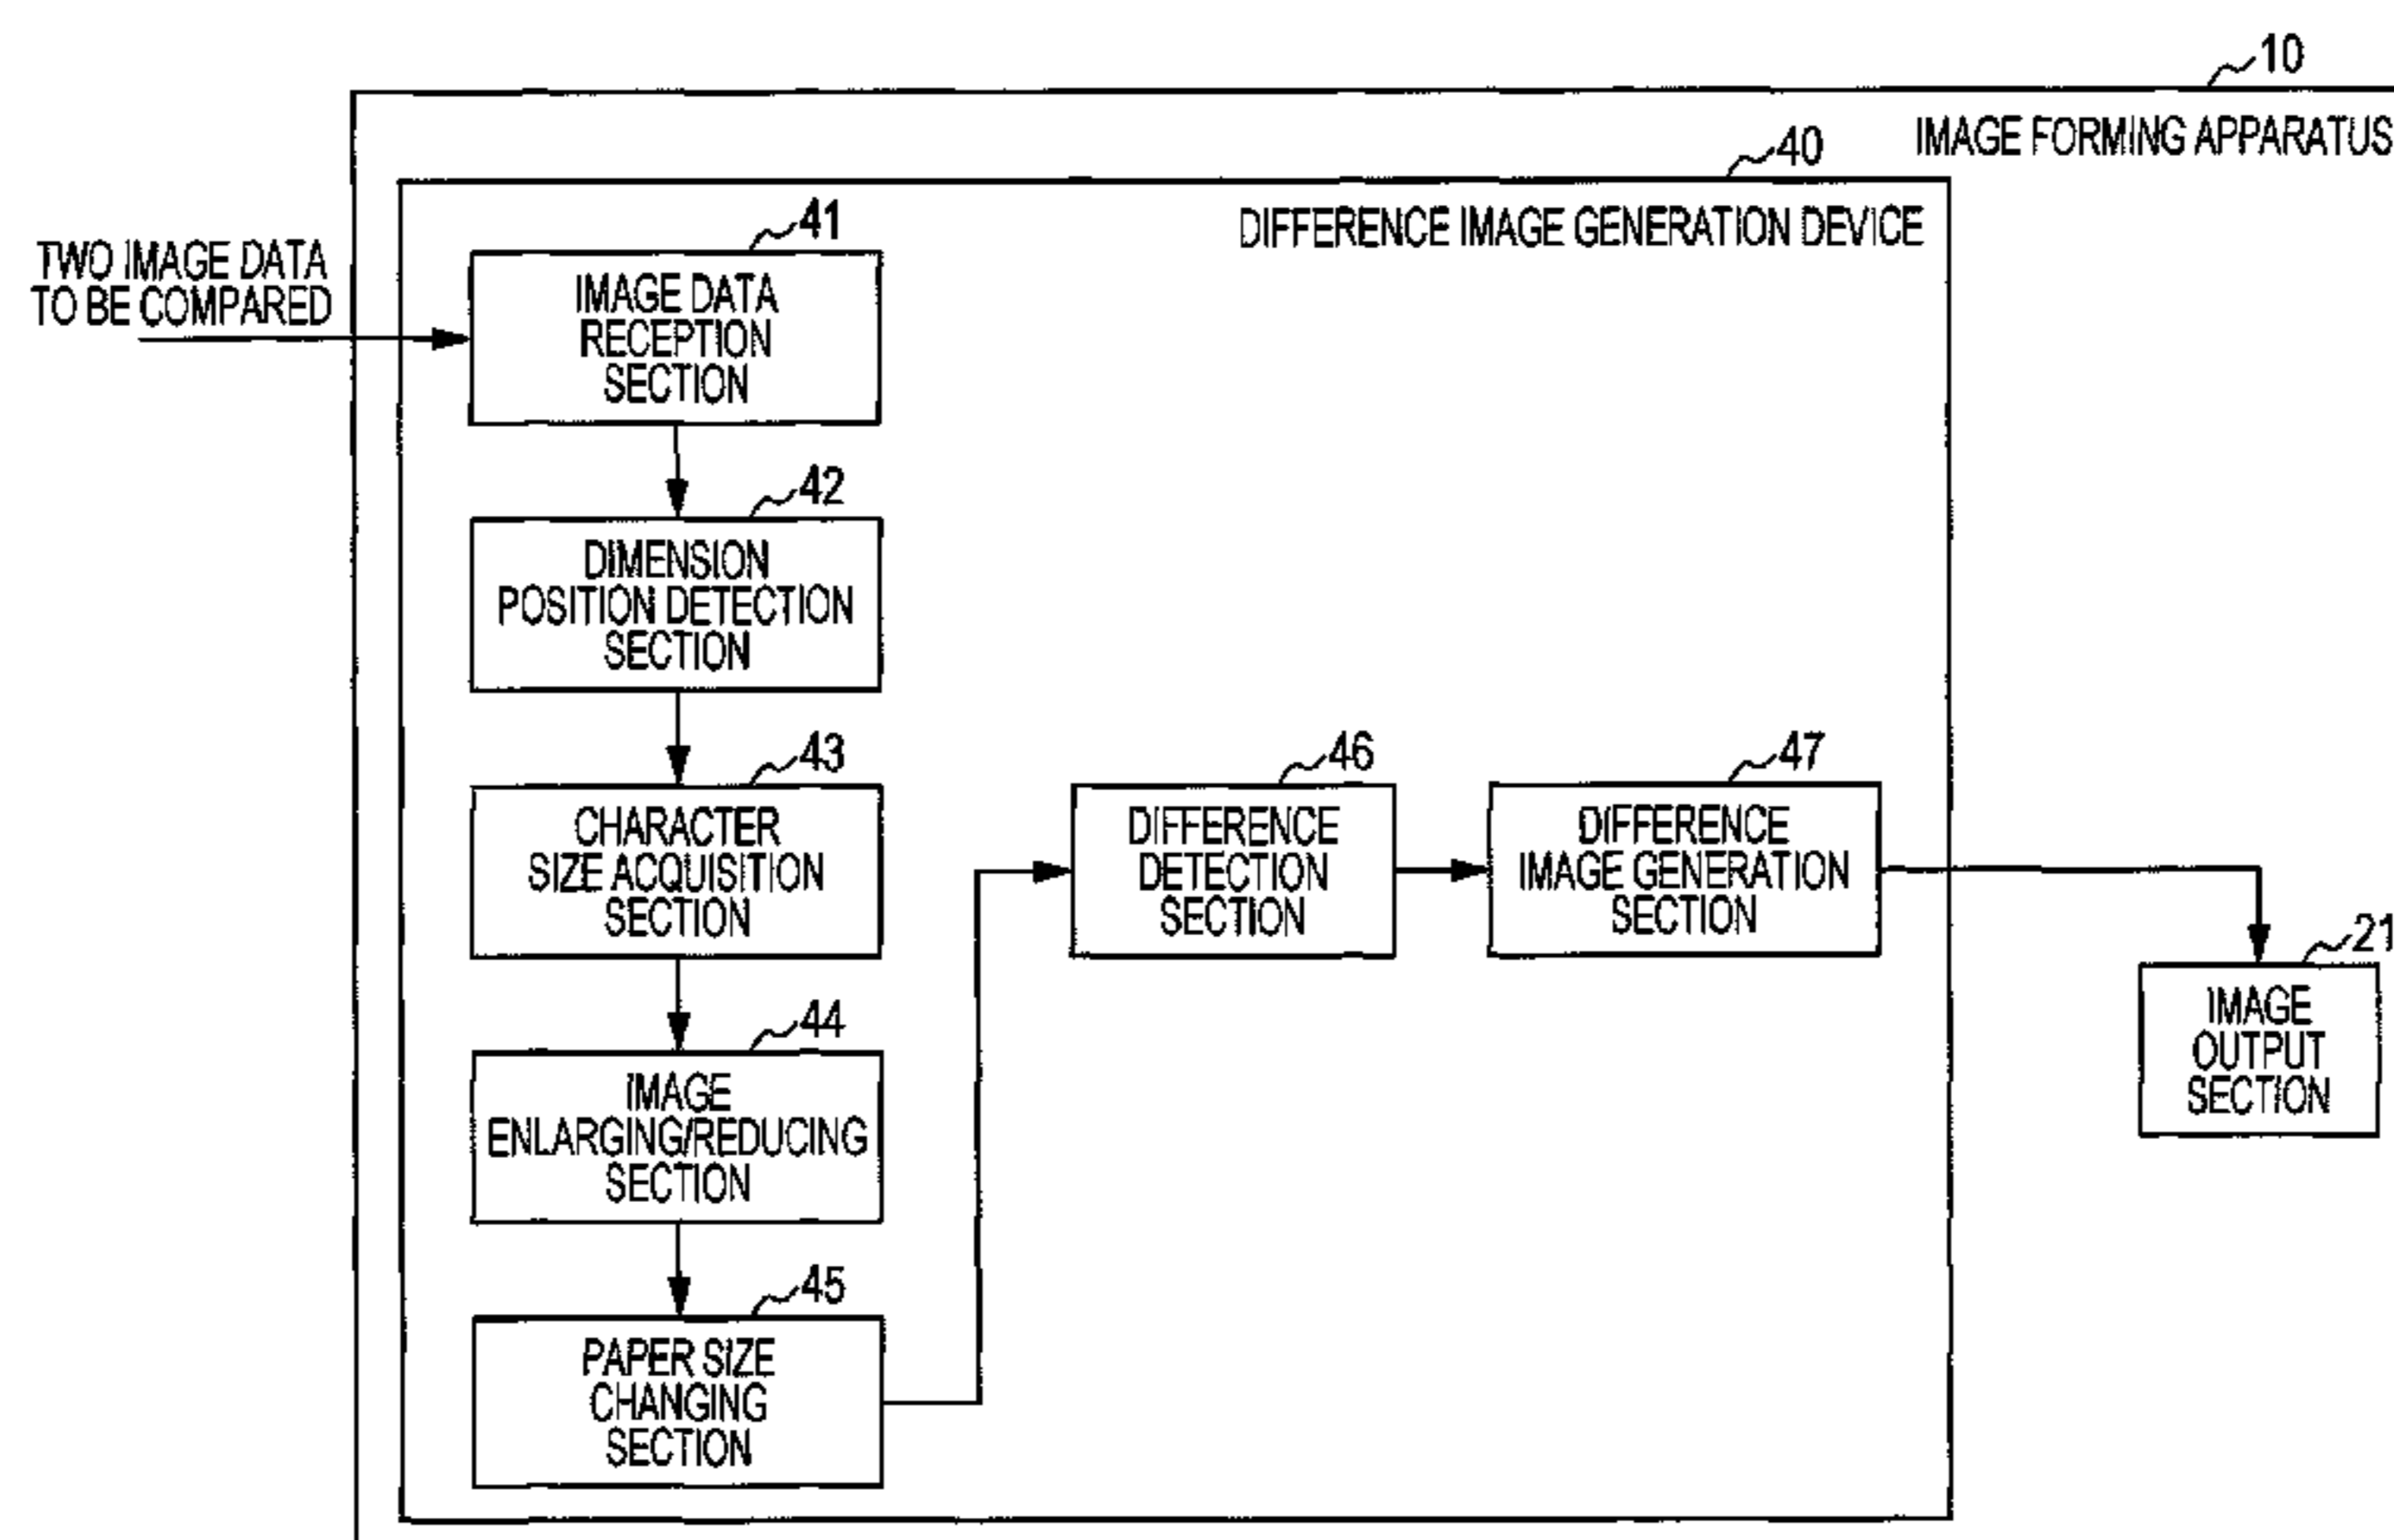 10
IMAGE FORMING APPARATUS
40
DIFFERENCE IMAGE GENERATION DEVICE
TWO IMAGE DATA
TO BE COMPARED
41
IMAGE DATA
RECEPTION
SECTION
42
DIMENSION
POSITION DETECTION
SECTION
43
CHARACTER
SIZE ACQUISITION
SECTION
44
IMAGE
ENLARGING/REDUCING
SECTION
45
PAPER SIZE
CHANGING
SECTION
46
DIFFERENCE
DETECTION
SECTION
47
DIFFERENCE
IMAGE GENERATION
SECTION
21
IMAGE
OUTPUT
SECTION